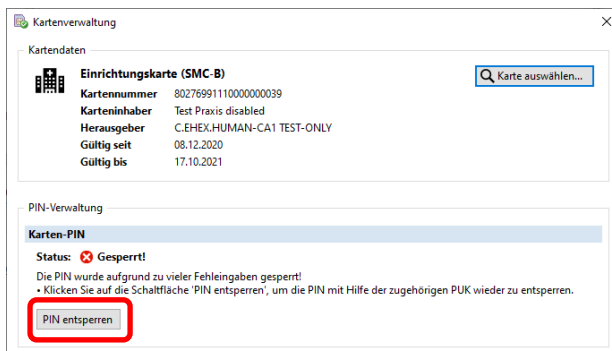 Kartenverwaltung
Kartendaten
Einrichtungskarte (SMC-B)
Karte auswählen...
Kartennummer 80276991110000000039
Karteninhaber Test Praxis disabled
Herausgeber C.EHEX.HUMAN-CA1 TEST-ONLY
Gültig seit 08.12.2020
Gültig bis 17.10.2021
PIN-Verwaltung
Karten-PIN
Status: Gesperrt!
Die PIN wurde aufgrund zu vieler Fehleingaben gesperrt!
• Klicken Sie auf die Schaltfläche 'PIN entsperren', um die PIN mit Hilfe der zugehörigen PUK wieder zu entsperren.
PIN entsperren